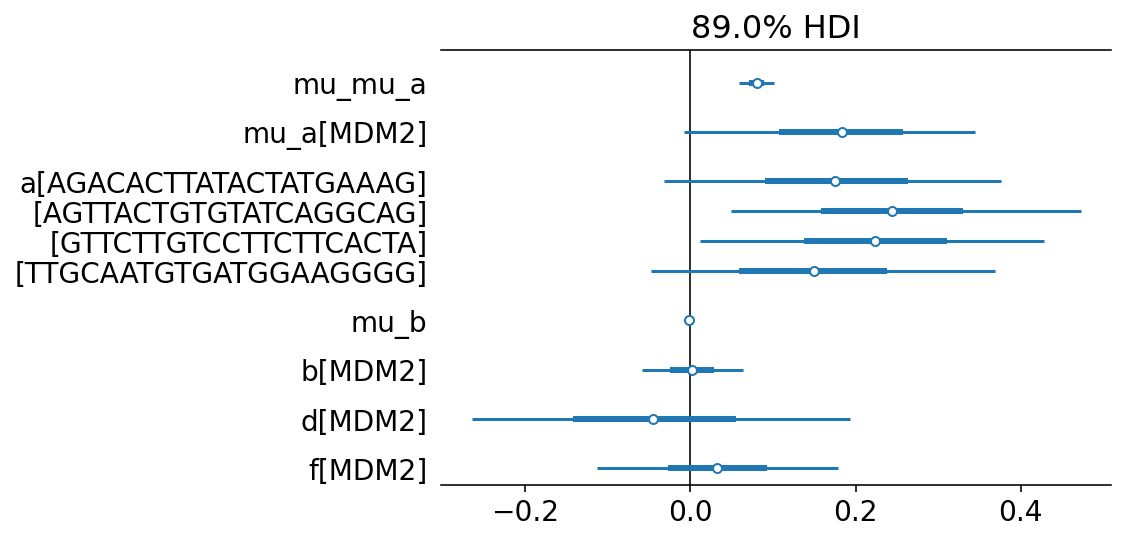 89.0% HDI
mu_mu_a
mu_a[MDM2]
a[AGACACTTATACTATGAAAG]
[AGTTACTGTGTATCAGGCAG]
[GTTCTTGTCCTTCTTCACTA]
[TTGCAATGTGATGGAAGGGG]
mu_b
b[MDM2]
d[MDM2]
f[MDM2]
−0.2 0.0 0.2 0.4